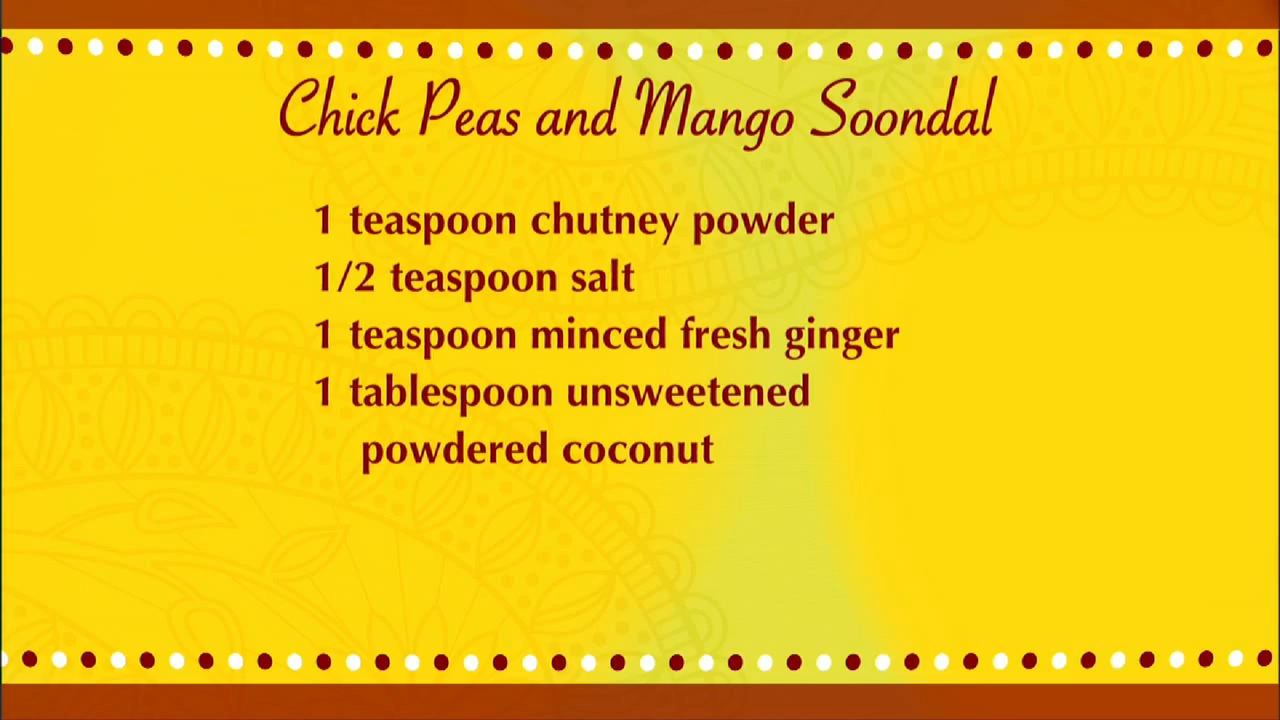 Chick Peas and Mango Soondal
1 teaspoon chutney powder
1/2 teaspoon salt
1 teaspoon minced fresh ginger
1 tablespoon unsweetened
powdered coconut